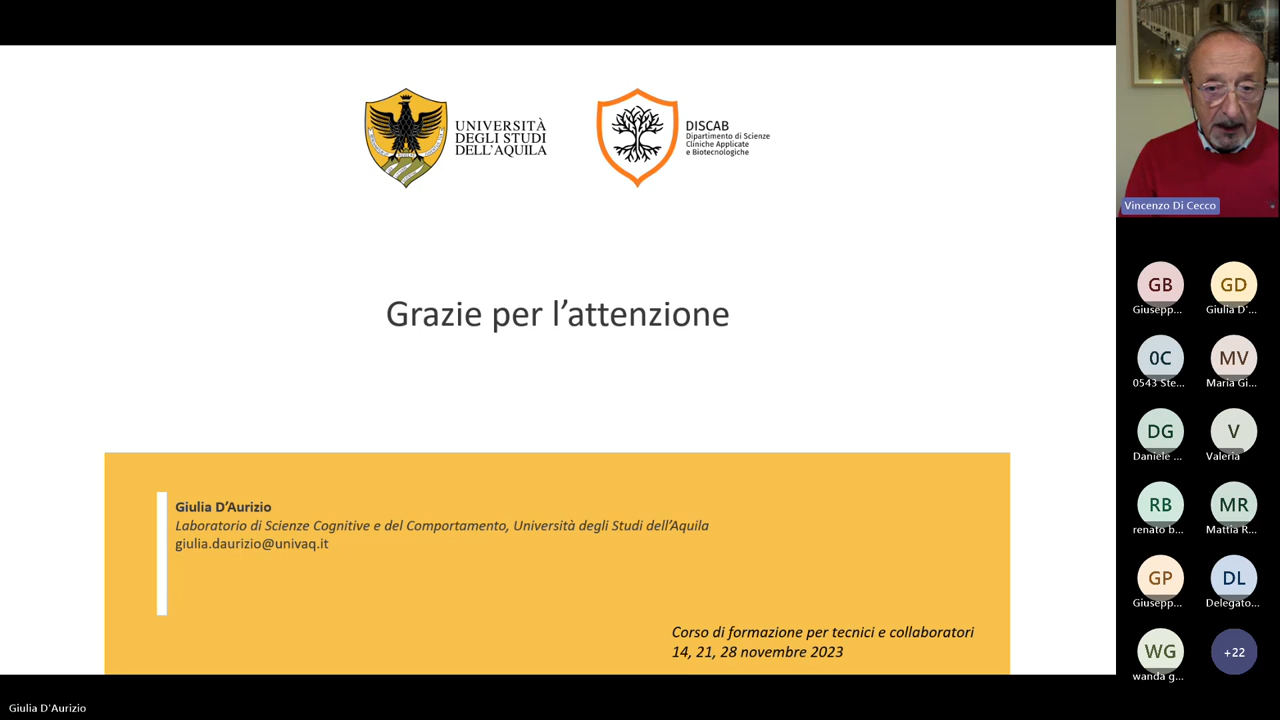 UNIVERSITÀ
DEGLI STUDI
DELL'AQUILA
DISCAB
Dipartimento di Scienze
Cliniche Applicate
e Biotecnologiche
Grazie per l’attenzione
Giulia D’Aurizio
Laboratorio di Scienze Cognitive e del Comportamento, Università degli Studi dell’Aquila
giulia.daurizio@univaq.it
Corso di formazione per tecnici e collaboratori
14, 21, 28 novembre 2023
Giulia D'Aurizio
Vincenzo Di Cecco
GB
GD
Giusepp...
Giulia D'...
0C
MV
0543 Ste...
Maria Gi...
DG
V
Daniele ...
Valeria
RB
MR
renato b...
Mattia R...
GP
DL
Giusepp...
Delegato...
WG
+22
wanda g...